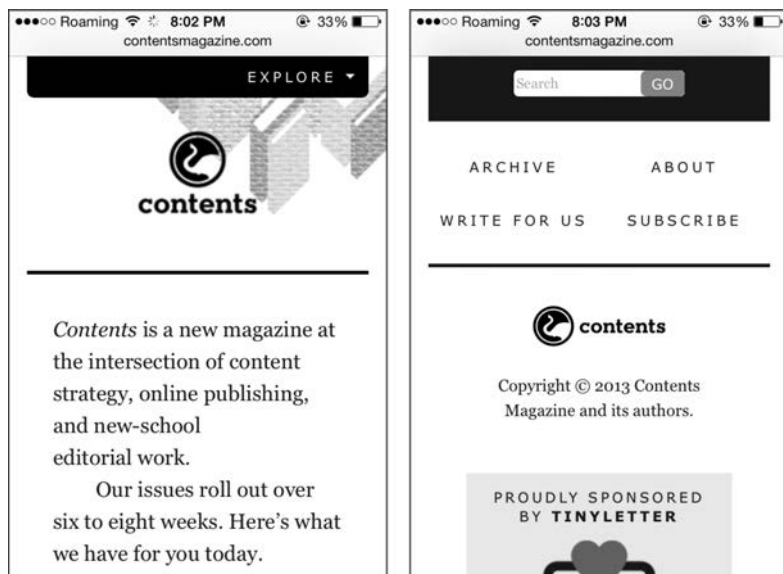 Roaming 8:02 PM 33%
contentsmagazine.com
EXPLORE
contents
Contents is a new magazine at
the intersection of content
strategy, online publishing,
and new-school
editorial work.
Our issues roll out over
six to eight weeks. Here’s what
we have for you today.
Roaming 8:03 PM 33%
contentsmagazine.com
Search GO
ARCHIVE ABOUT
WRITE FOR US SUBSCRIBE
contents
Copyright © 2013 Contents
Magazine and its authors.
PROUDLY SPONSORED
BY TINYLETTER